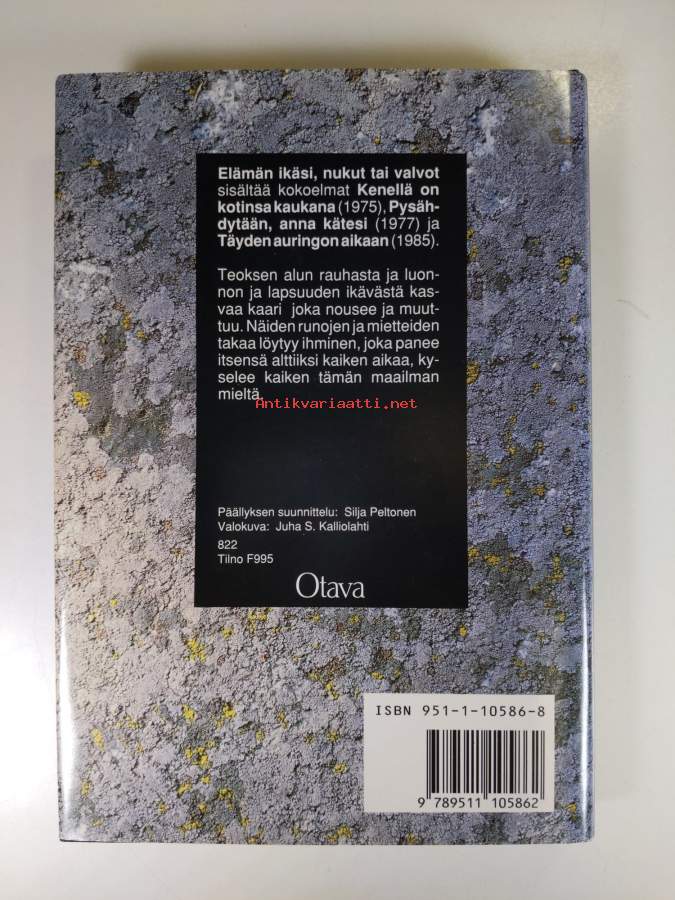 Elämän ikäsi, nukut tai valvot
sisältää kokoelmat Kenellä on
kotinsa kaukana (1975), Pysäh-
dytään, anna kätesi (1977) ja
Täyden auringon aikaan (1985).
Teoksen alun rauhasta ja luon-
non ja lapsuuden ikävästä kas-
vaa kaari joka nousee ja muut-
tuu. Näiden runojen ja mietteiden
takaa löytyy ihminen, joka panee
itsensä alttiiksi kaiken aikaa, ky-
selee kaiken tämän maailman
mieltä.
Antikvariaatti.net
Päällyksen suunnittelu: Silja Peltonen
Valokuva: Juha S. Kalliolahti
822
Tilno F995
Otava
ISBN 951-1-10586-8
9 789511 105862